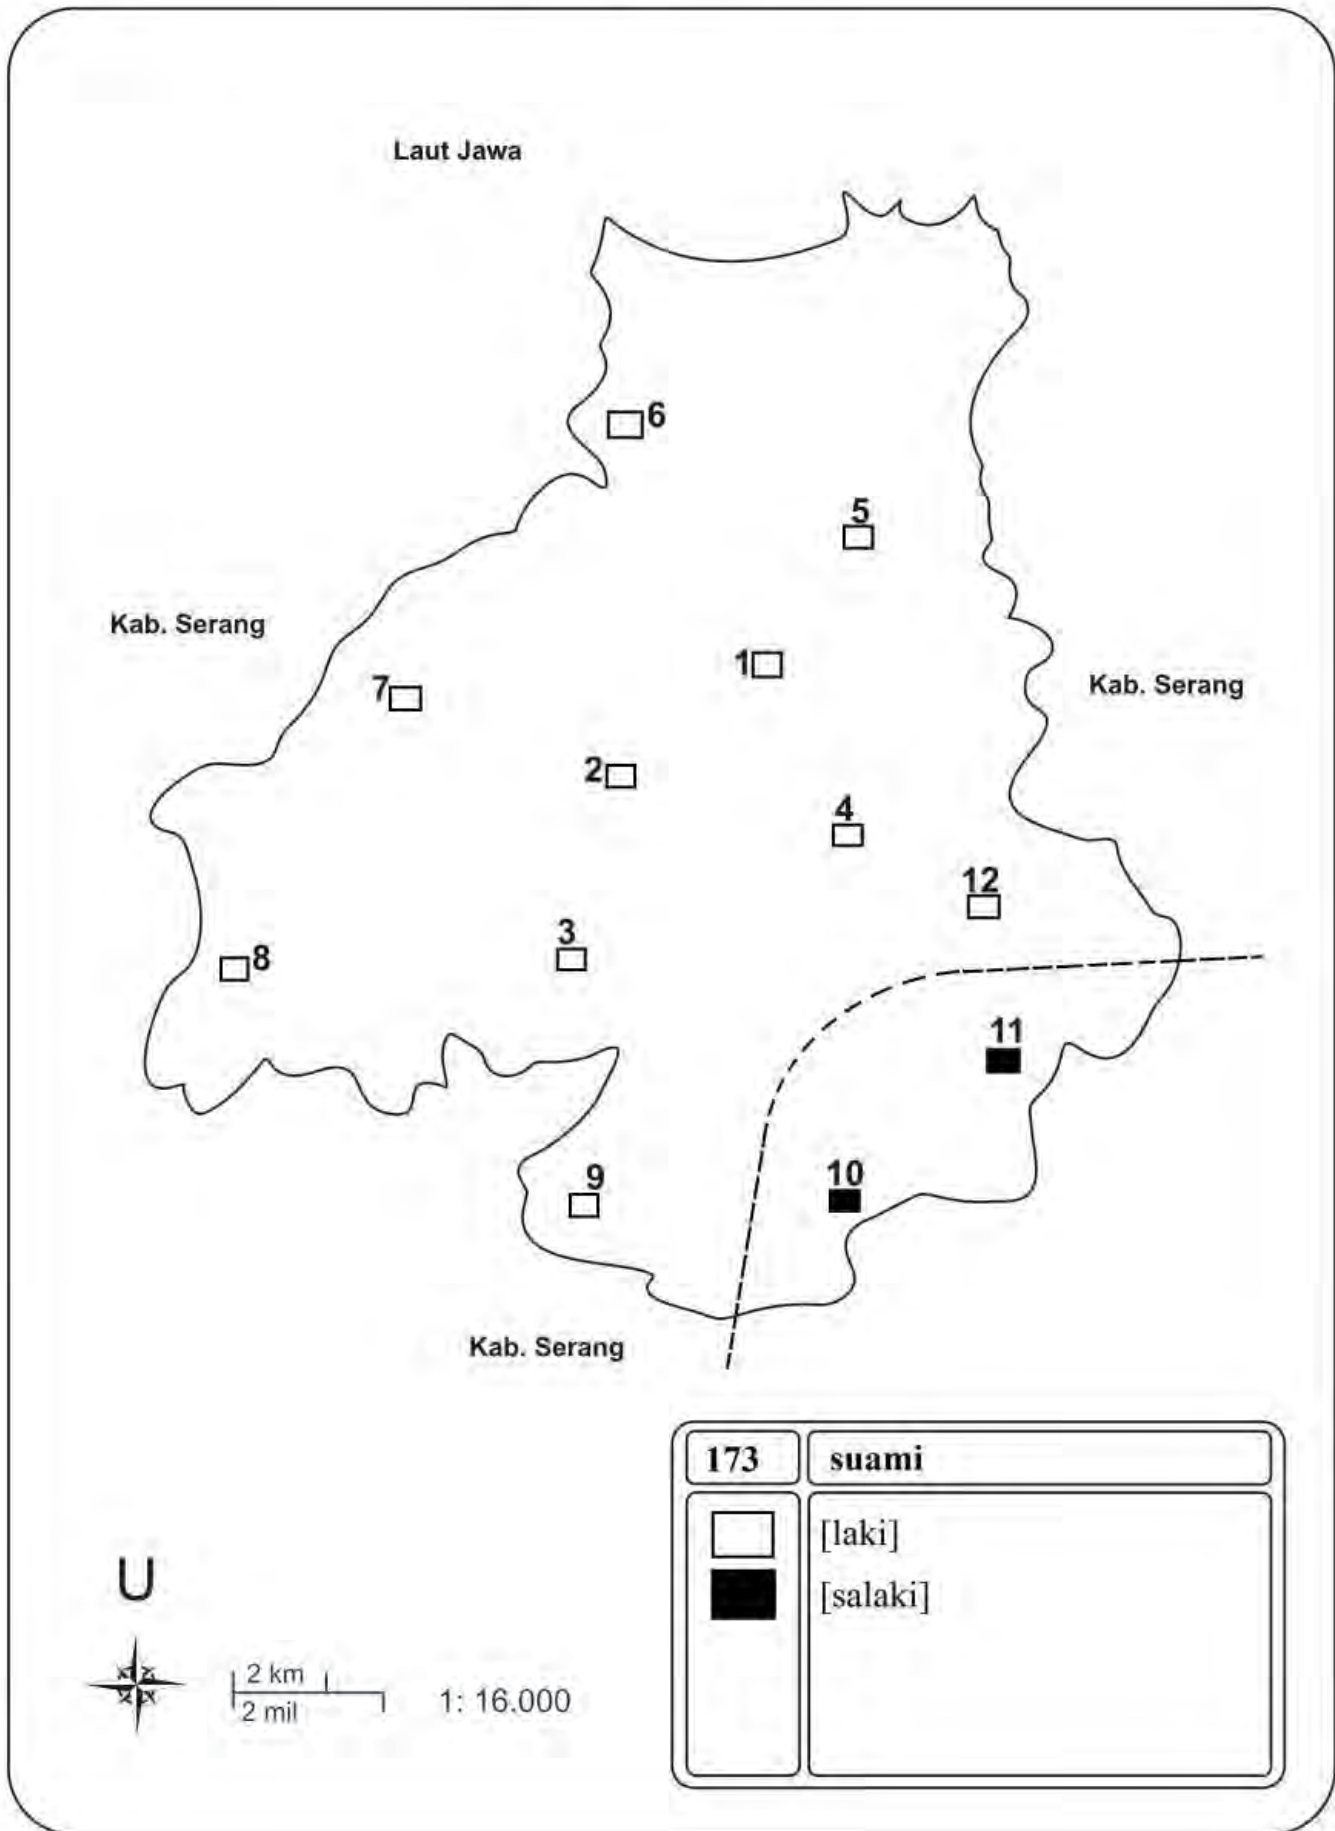 Laut Jawa
6
5
Kab. Serang
1
7
Kab. Serang
2
4
12
3
8
11
10
9
Kab. Serang
173 suami
[laki]
[salaki]
U
2 km
2 mil
1: 16.000